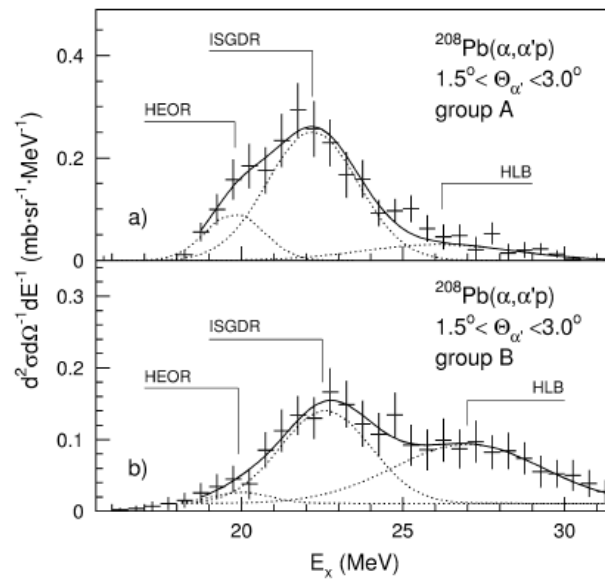 0.4
0.2
0
ISGDR
HEOR
HLB
²⁰⁸Pb(α,α'p)
1.5°< Θα' <3.0°
group A
a)
0.3
0.2
0.1
0
ISGDR
HEOR
HLB
²⁰⁸Pb(α,α'p)
1.5°< Θα' <3.0°
group B
b)
20 25 30
Eₓ (MeV)
d²σdΩ⁻¹dE⁻¹ (mb·sr⁻¹·MeV⁻¹)